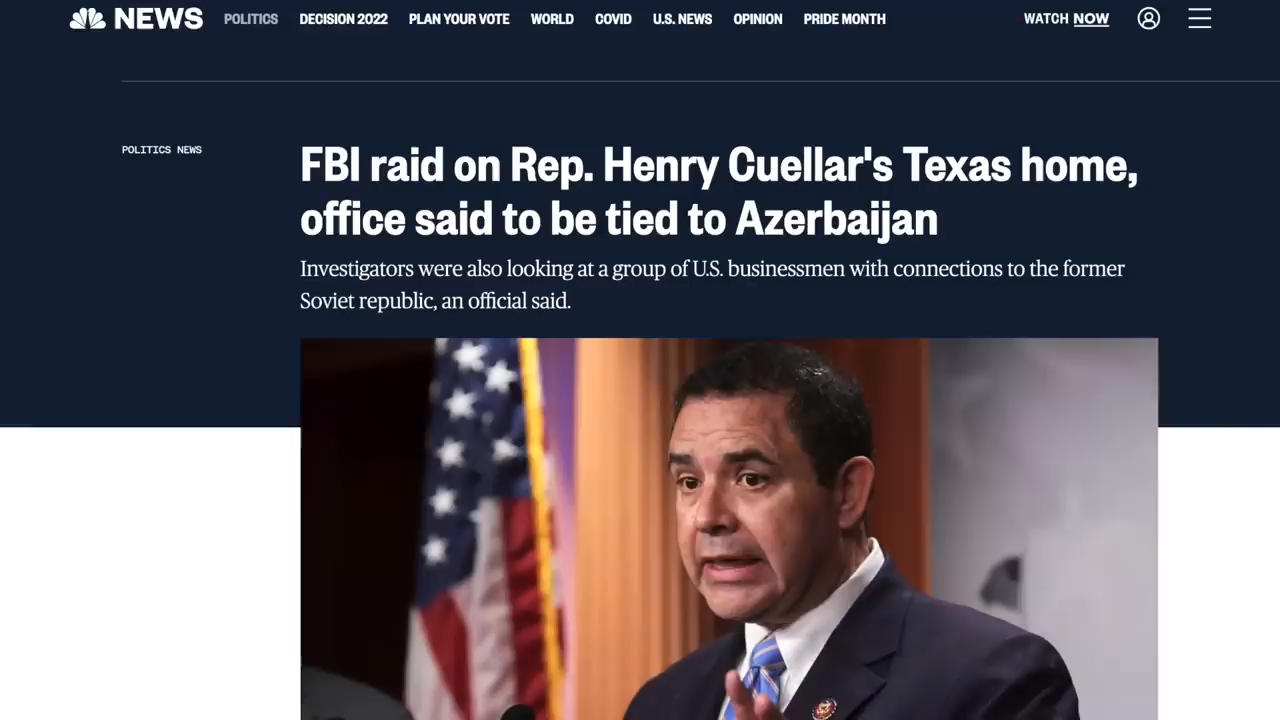 NEWS POLITICS DECISION 2022 PLAN YOUR VOTE WORLD COVID U.S. NEWS OPINION PRIDE MONTH WATCH NOW
POLITICS NEWS
FBI raid on Rep. Henry Cuellar's Texas home,
office said to be tied to Azerbaijan
Investigators were also looking at a group of U.S. businessmen with connections to the former
Soviet republic, an official said.